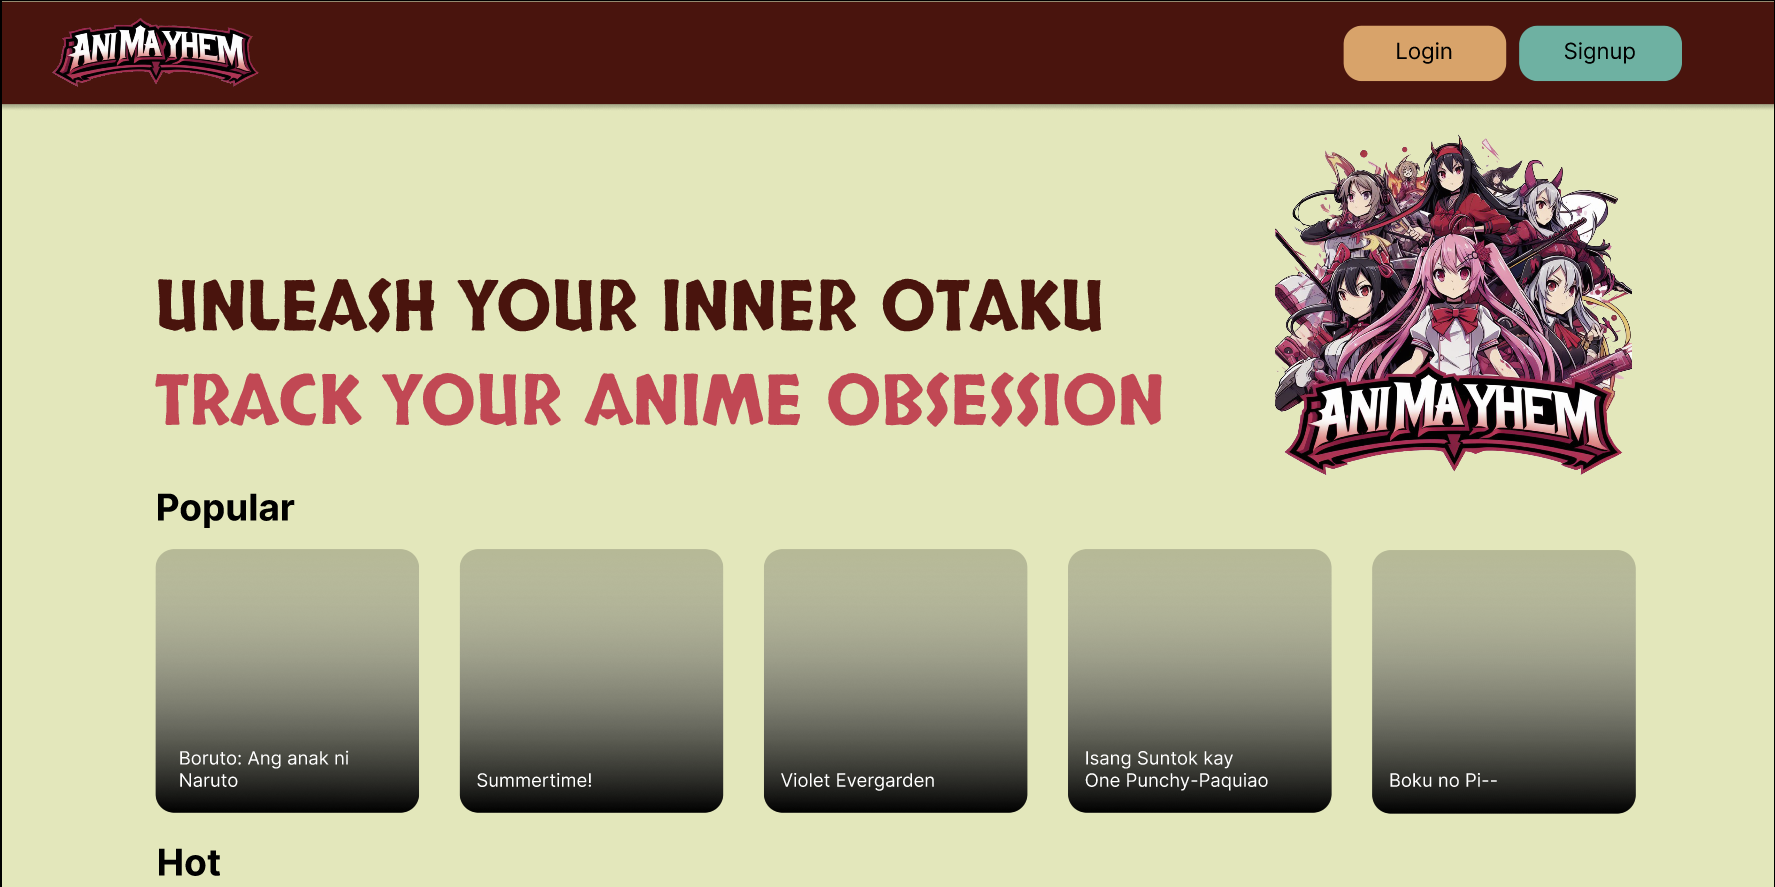 ANIMAYHEM
Login
Signup
UNLEASH YOUR INNER OTAKU
TRACK YOUR ANIME OBSESSION
ANIMAYHEM
Popular
Boruto: Ang anak ni
Naruto
Summertime!
Violet Evergarden
Isang Suntok kay
One Punchy-Paquiao
Boku no Pi--
Hot